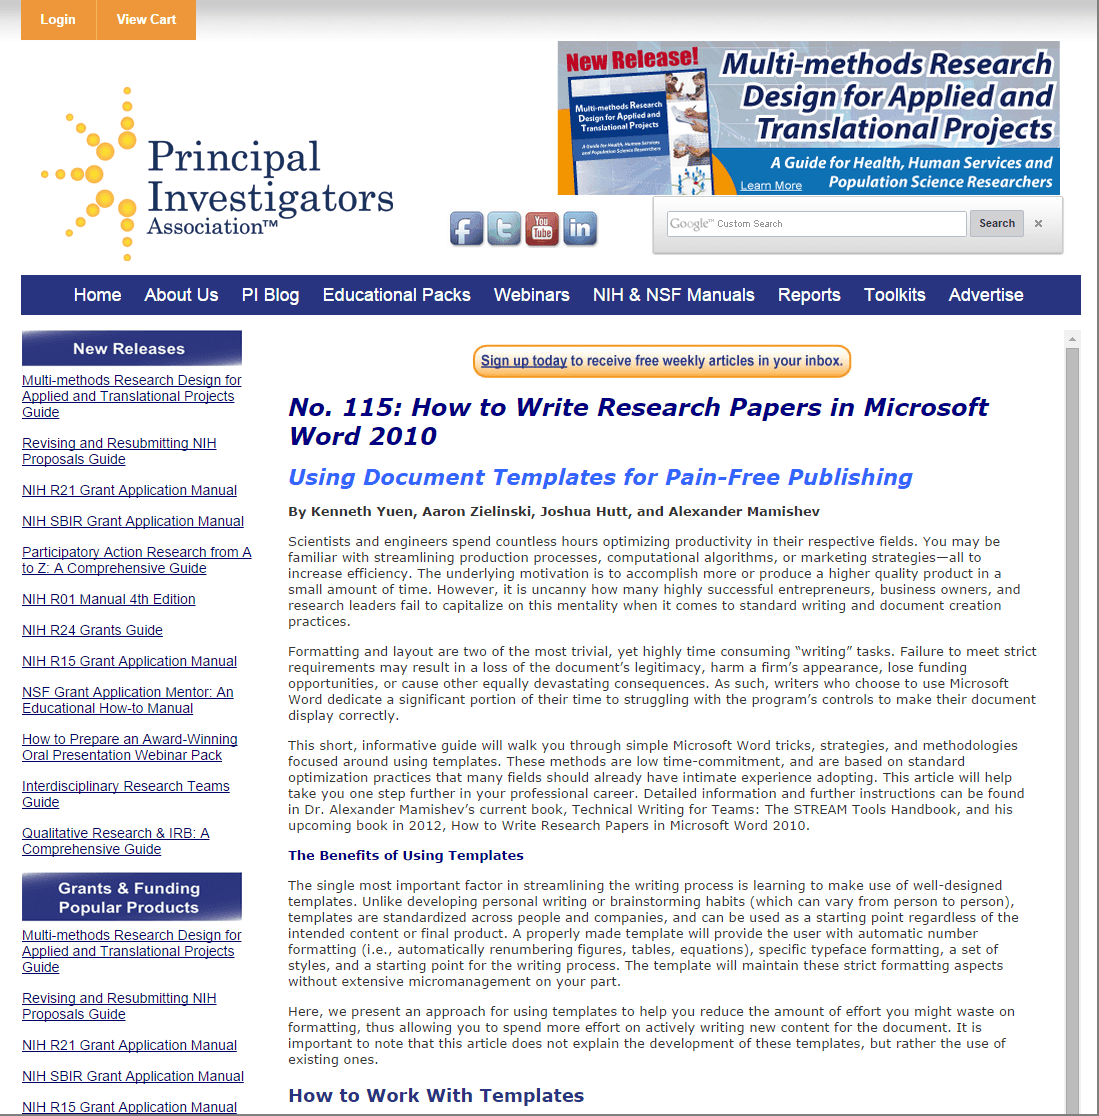 Login
View Cart
New Release!
Multi-methods Research
Design for Applied and
Translational Projects
A Guide for Health, Human Services
and Population Science Researchers
Multi-methods Research
Design for Applied and
Translational Projects
A Guide for Health, Human Services and
Population Science Researchers
Learn More
Principal
Investigators
Association™
f
t
You
Tube
in
Google™ Custom Search
Search
×
Home
About Us
PI Blog
Educational Packs
Webinars
NIH & NSF Manuals
Reports
Toolkits
Advertise
New Releases
Multi-methods Research Design for
Applied and Translational Projects
Guide
Revising and Resubmitting NIH
Proposals Guide
NIH R21 Grant Application Manual
NIH SBIR Grant Application Manual
Participatory Action Research from A
to Z: A Comprehensive Guide
NIH R01 Manual 4th Edition
NIH R24 Grants Guide
NIH R15 Grant Application Manual
NSF Grant Application Mentor: An
Educational How-to Manual
How to Prepare an Award-Winning
Oral Presentation Webinar Pack
Interdisciplinary Research Teams
Guide
Qualitative Research & IRB: A
Comprehensive Guide
Grants & Funding
Popular Products
Multi-methods Research Design for
Applied and Translational Projects
Guide
Revising and Resubmitting NIH
Proposals Guide
NIH R21 Grant Application Manual
NIH SBIR Grant Application Manual
NIH R15 Grant Application Manual
Sign up today to receive free weekly articles in your inbox.
No. 115: How to Write Research Papers in Microsoft
Word 2010
Using Document Templates for Pain-Free Publishing
By Kenneth Yuen, Aaron Zielinski, Joshua Hutt, and Alexander Mamishev
Scientists and engineers spend countless hours optimizing productivity in their respective fields. You may be
familiar with streamlining production processes, computational algorithms, or marketing strategies—all to
increase efficiency. The underlying motivation is to accomplish more or produce a higher quality product in a
small amount of time. However, it is uncanny how many highly successful entrepreneurs, business owners, and
research leaders fail to capitalize on this mentality when it comes to standard writing and document creation
practices.
Formatting and layout are two of the most trivial, yet highly time consuming “writing” tasks. Failure to meet strict
requirements may result in a loss of the document’s legitimacy, harm a firm’s appearance, lose funding
opportunities, or cause other equally devastating consequences. As such, writers who choose to use Microsoft
Word dedicate a significant portion of their time to struggling with the program’s controls to make their document
display correctly.
This short, informative guide will walk you through simple Microsoft Word tricks, strategies, and methodologies
focused around using templates. These methods are low time-commitment, and are based on standard
optimization practices that many fields should already have intimate experience adopting. This article will help
take you one step further in your professional career. Detailed information and further instructions can be found
in Dr. Alexander Mamishev’s current book, Technical Writing for Teams: The STREAM Tools Handbook, and his
upcoming book in 2012, How to Write Research Papers in Microsoft Word 2010.
The Benefits of Using Templates
The single most important factor in streamlining the writing process is learning to make use of well-designed
templates. Unlike developing personal writing or brainstorming habits (which can vary from person to person),
templates are standardized across people and companies, and can be used as a starting point regardless of the
intended content or final product. A properly made template will provide the user with automatic number
formatting (i.e., automatically renumbering figures, tables, equations), specific typeface formatting, a set of
styles, and a starting point for the writing process. The template will maintain these strict formatting aspects
without extensive micromanagement on your part.
Here, we present an approach for using templates to help you reduce the amount of effort you might waste on
formatting, thus allowing you to spend more effort on actively writing new content for the document. It is
important to note that this article does not explain the development of these templates, but rather the use of
existing ones.
How to Work With Templates